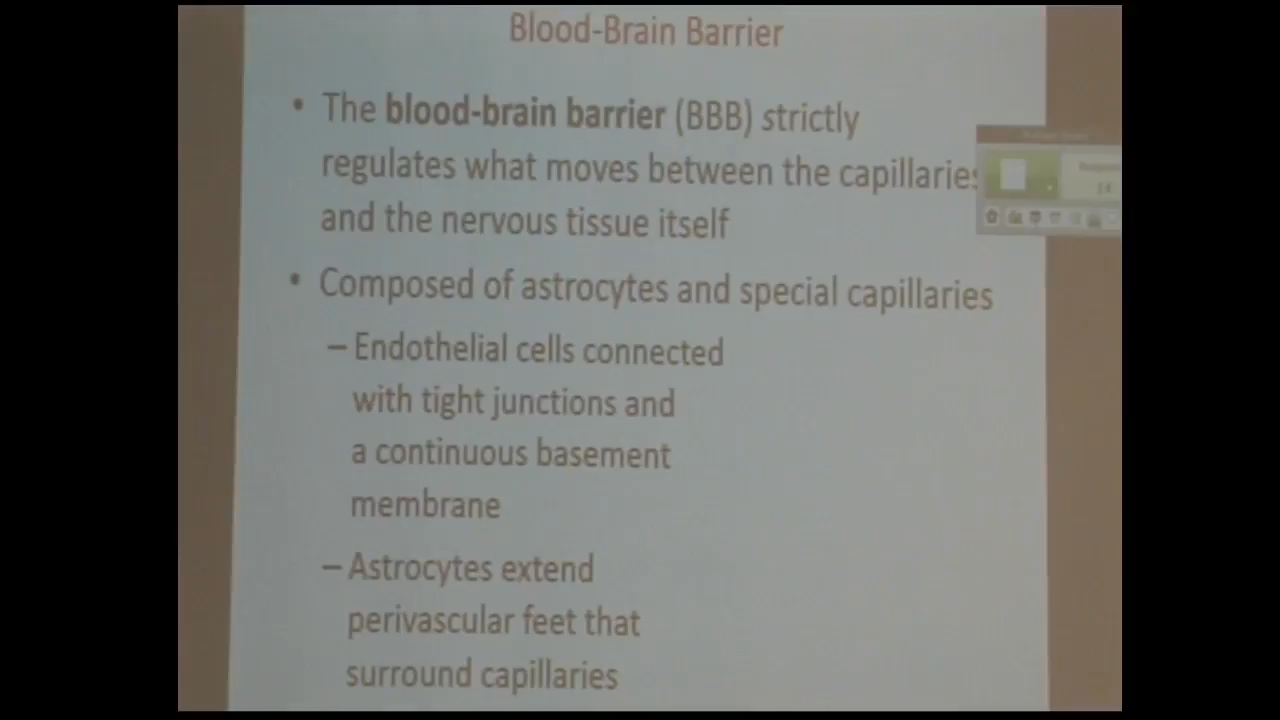 Blood-Brain Barrier
• The blood-brain barrier (BBB) strictly
regulates what moves between the capillaries
and the nervous tissue itself
• Composed of astrocytes and special capillaries
– Endothelial cells connected
with tight junctions and
a continuous basement
membrane
– Astrocytes extend
perivascular feet that
surround capillaries
14